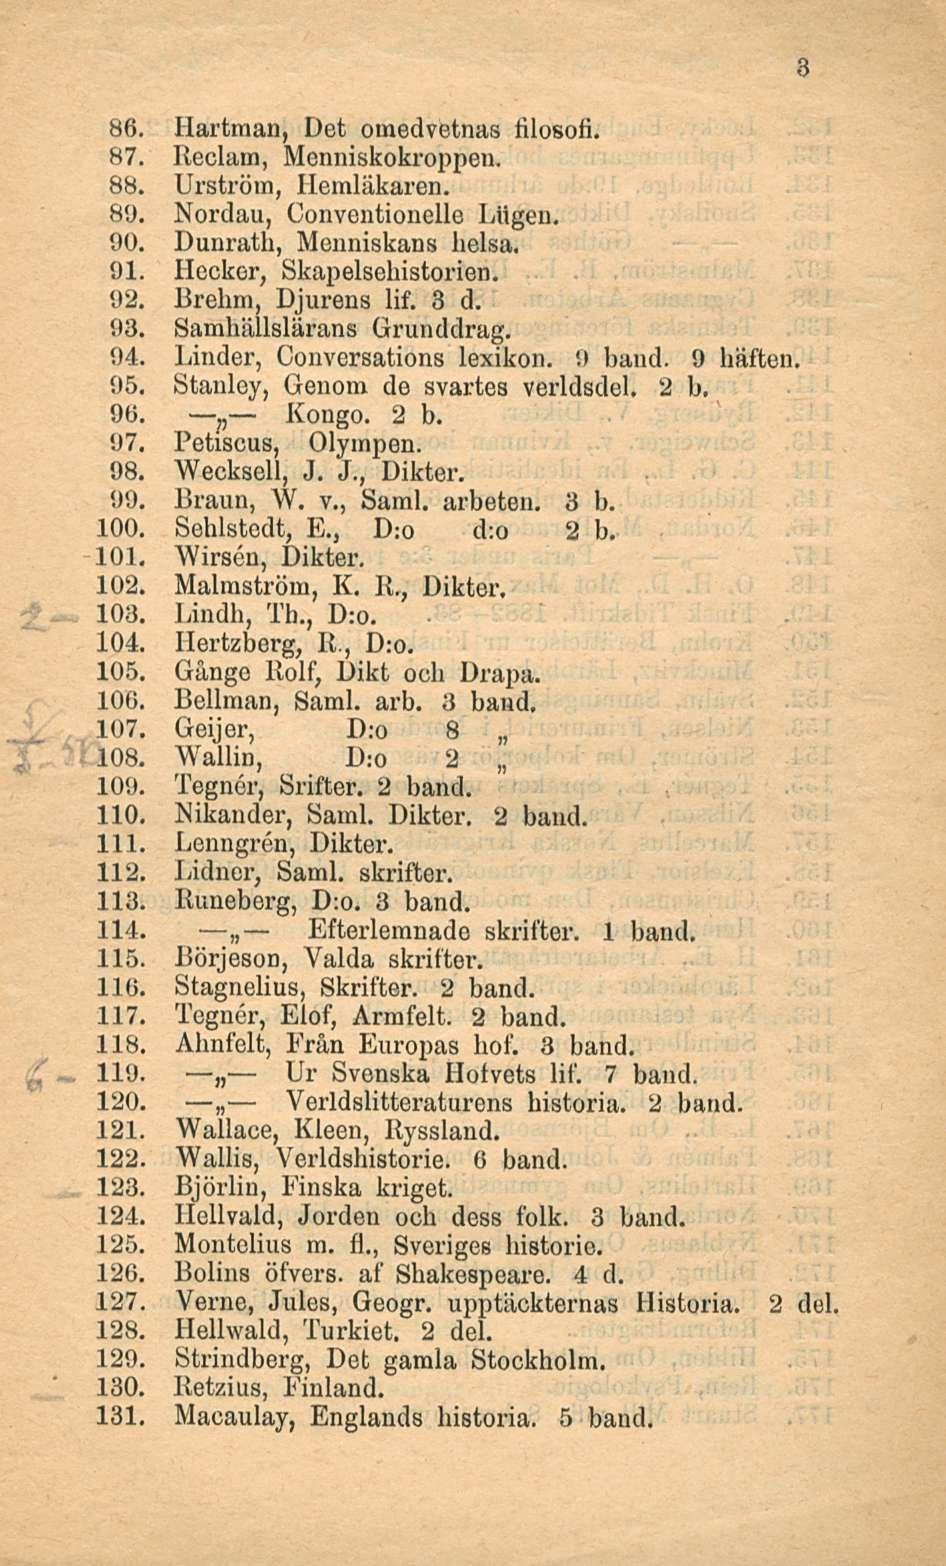 3
86. Hartman, Det omedvetnas filosofi.
87. Reclam, Menniskokroppen.
88. Urström, Hemläkaren.
89. Nordau, Conventionelle Lügen.
90. Dunrath, Menniskans helsa.
91. Hecker, Skapelsehistorien.
92. Brehm, Djurens lif. 3 d.
93. Samhällslärans Grunddrag.
94. Linder, Conversations lexikon. 9 band. 9 häften.
95. Stanley, Genom de svartes verldsdel. 2 b.
96. —„— Kongo. 2 b.
97. Petiscus, Olympen.
98. Wecksell, J. J., Dikter.
99. Braun, W. v., Saml. arbeten. 3 b.
100. Sehlstedt, E., D:o d:o 2 b.
101. Wirsén, Dikter.
102. Malmström, K. R., Dikter.
2 — 103. Lindh, Th., D:o.
104. Hertzberg, R., D:o.
105. Gånge Rolf, Dikt och Drapa.
106. Bellman, Saml. arb. 3 band.
107. Geijer, D:o 8 „
108. Wallin, D:o 2 „
109. Tegnér, Srifter. 2 band.
110. Nikander, Saml. Dikter. 2 band.
111. Lenngrén, Dikter.
112. Lidner, Saml. skrifter.
113. Runeberg, D:o. 3 band.
114. —„— Efterlemnade skrifter. 1 band.
115. Börjeson, Valda skrifter.
116. Stagnelius, Skrifter. 2 band.
117. Tegnér, Elof, Armfelt. 2 band.
118. Ahnfelt, Från Europas hof. 3 band.
6 — 119. —„— Ur Svenska Hofvets lif. 7 band.
120. —„— Verldslitteraturens historia. 2 band.
121. Wallace, Kleen, Ryssland.
122. Wallis, Verldshistorie. 6 band.
123. Björlin, Finska kriget.
124. Hellvald, Jorden och dess folk. 3 band.
125. Montelius m. fl., Sveriges historie.
126. Bolins öfvers. af Shakespeare. 4 d.
127. Verne, Jules, Geogr. upptäckternas Historia. 2 del.
128. Hellwald, Turkiet. 2 del.
129. Strindberg, Det gamla Stockholm.
130. Retzius, Finland.
131. Macaulay, Englands historia. 5 band.